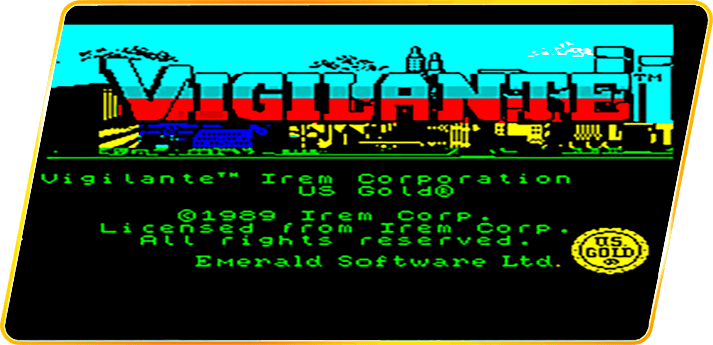 VIGILANTE™
Vigilante™ Irem Corporation
US Gold®
©1989 Irem Corp.
Licensed from Irem Corp.
All rights reserved.
Emerald Software Ltd.
U.S.
GOLD